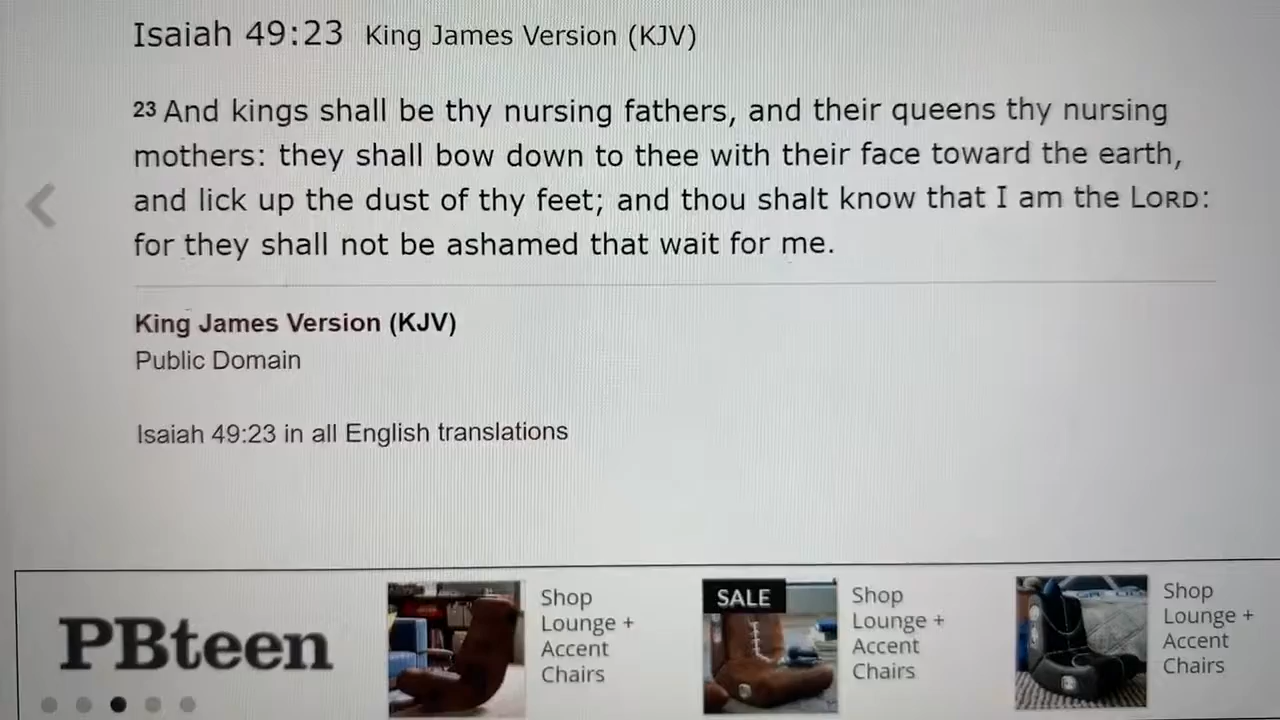 Isaiah 49:23 King James Version (KJV)
23 And kings shall be thy nursing fathers, and their queens thy nursing
mothers: they shall bow down to thee with their face toward the earth,
and lick up the dust of thy feet; and thou shalt know that I am the LORD:
for they shall not be ashamed that wait for me.
King James Version (KJV)
Public Domain
Isaiah 49:23 in all English translations
PBteen
Shop
Lounge +
Accent
Chairs
SALE
Shop
Lounge +
Accent
Chairs
Shop
Lounge +
Accent
Chairs